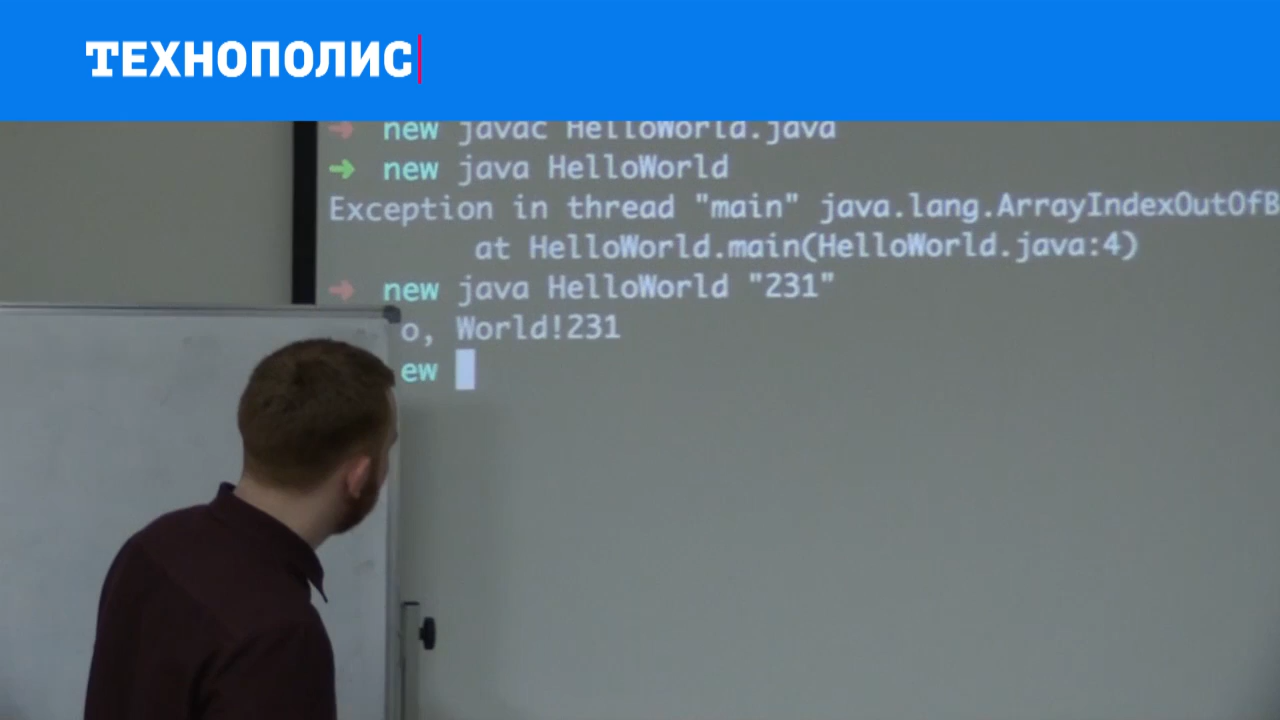 ТЕХНОПОЛИС
➜ new javac HelloWorld.java
➜ new java HelloWorld
Exception in thread "main" java.lang.ArrayIndexOutOfB
at HelloWorld.main(HelloWorld.java:4)
➜ new java HelloWorld "231"
o, World!231
ew